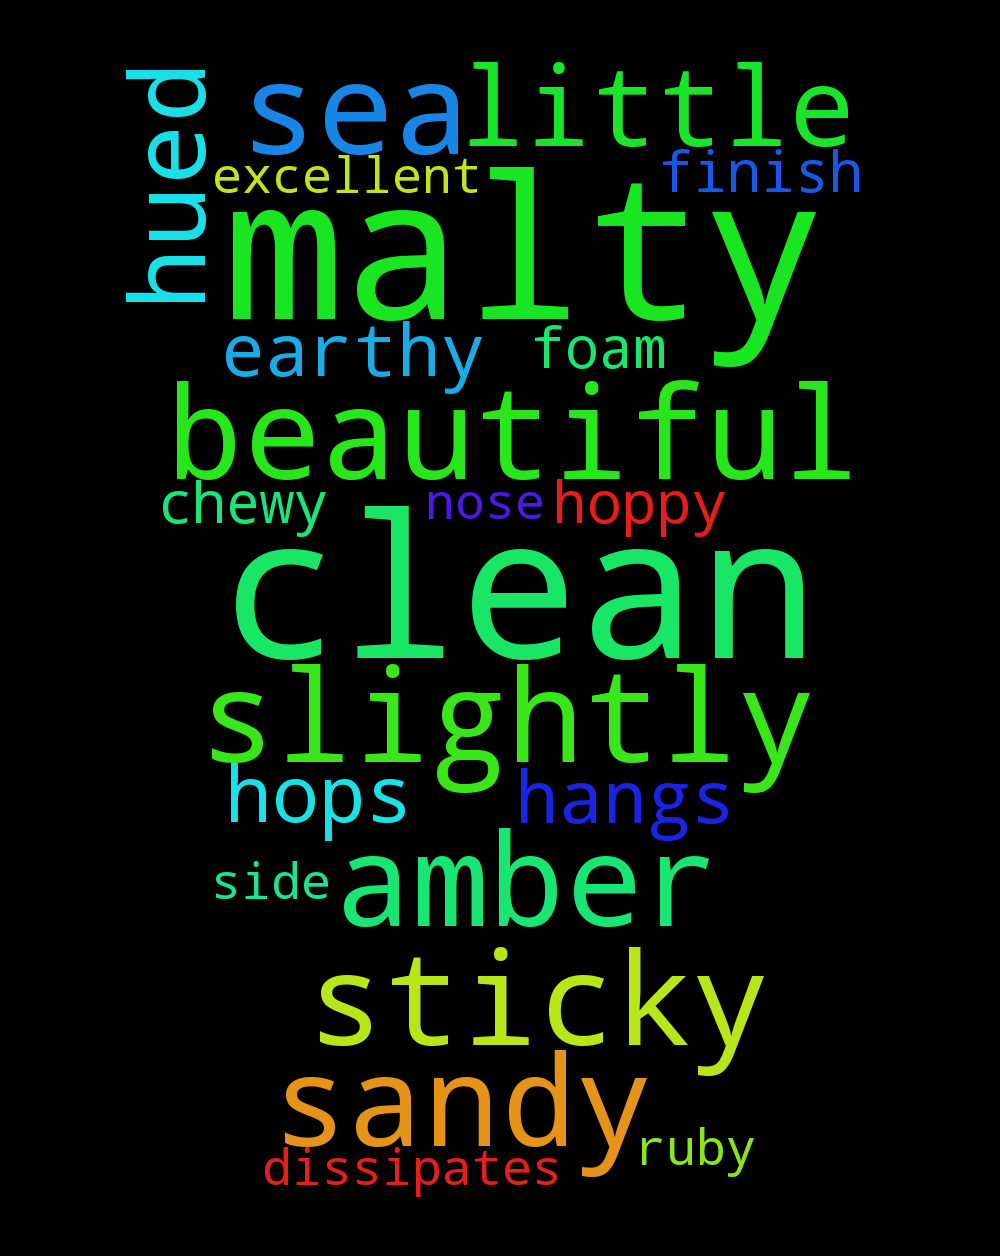 hued
sea little
excellent finish
malty
earthy foam
beautiful
chewy nose hoppy
clean
slightly
hops hangs
side amber
sticky
sandy
ruby
dissipates